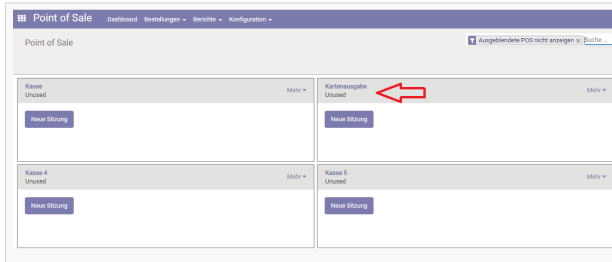 Point of Sale Dashboard Bestellungen Berichte Konfiguration
Point of Sale
Ausgeblendete POS nicht anzeigen x Suche ...
Kasse
Unused
Mehr
Neue Sitzung
Kartenausgabe
Unused
Mehr
Neue Sitzung
Kasse 4
Unused
Mehr
Neue Sitzung
Kasse 5
Unused
Mehr
Neue Sitzung